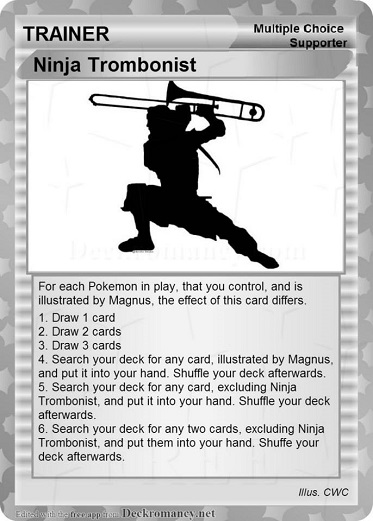 TRAINER
Multiple Choice
Supporter
Ninja Trombonist
Deckromancy.com
For each Pokemon in play, that you control, and is
illustrated by Magnus, the effect of this card differs.
1. Draw 1 card
2. Draw 2 cards
3. Draw 3 cards
4. Search your deck for any card, illustrated by Magnus,
and put it into your hand. Shuffle your deck afterwards.
5. Search your deck for any card, excluding Ninja
Trombonist, and put it into your hand. Shuffle your deck
afterwards.
6. Search your deck for any two cards, excluding Ninja
Trombonist, and put them into your hand. Shuffe your
deck afterwards.
FREE
Illus. CWC
Edited with the free app from Deckromancy.net